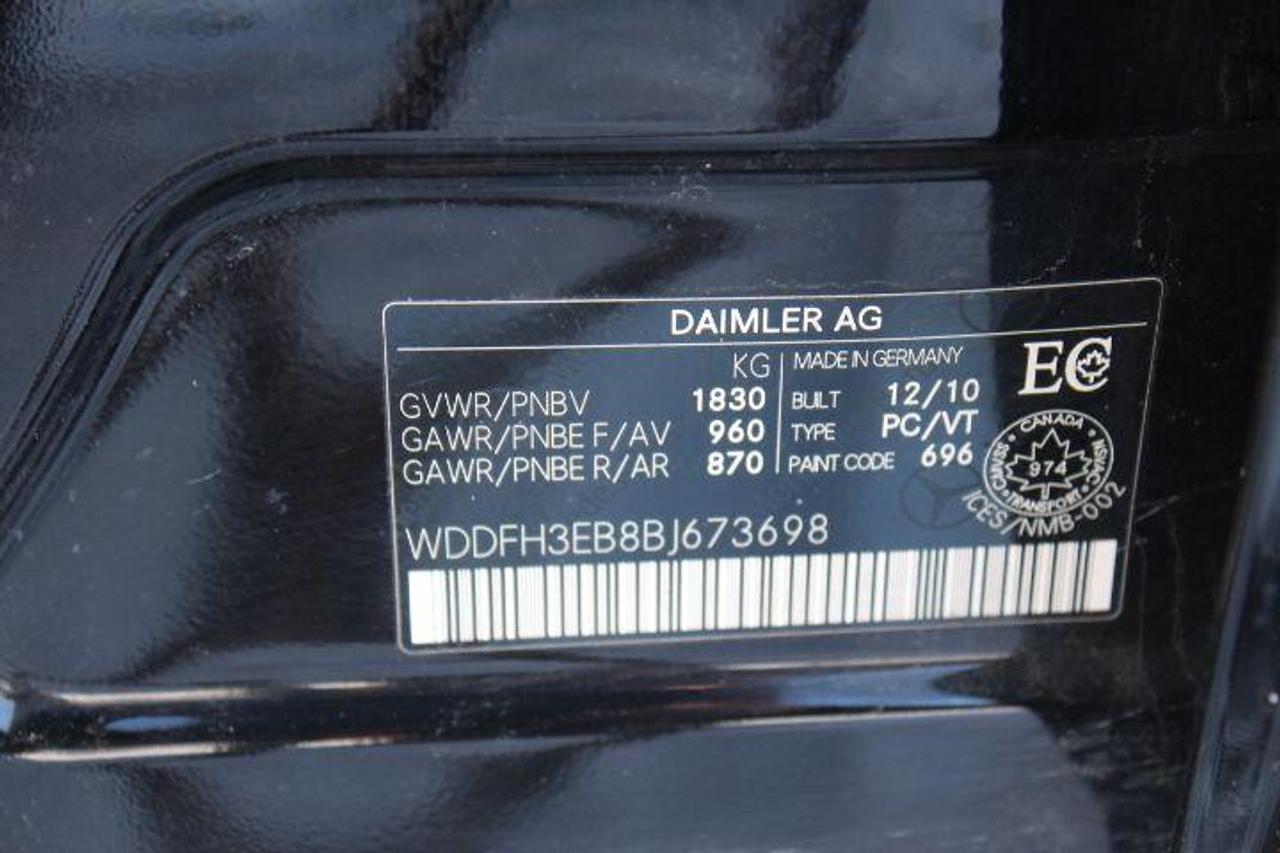 DAIMLER AG
KG
GVWR/PNBV 1830
GAWR/PNBE F/AV 960
GAWR/PNBE R/AR 870
MADE IN GERMANY
BUILT 12/10
TYPE PC/VT
PAINT CODE 696
EC
CANADA
974
TRANSPORT
ICES/NMB-002
WDDFH3EB8BJ673698